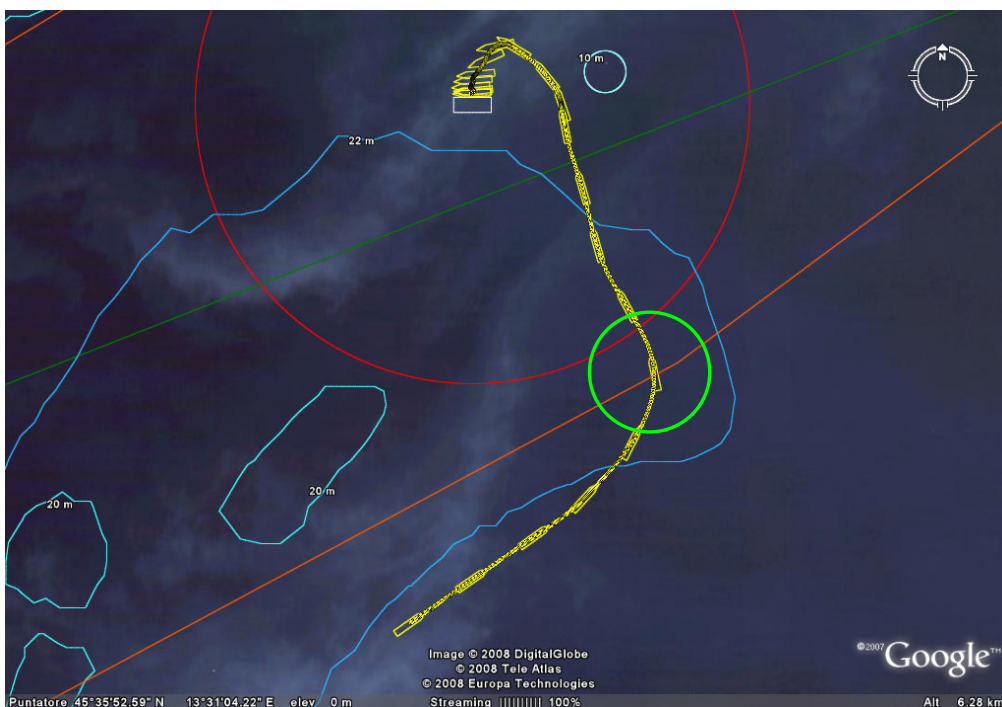 10 m
N
22 m
20 m
20 m
Image © 2008 DigitalGlobe
© 2008 Tele Atlas
© 2008 Europa Technologies
©2007 Google™
Puntatore 45°35'52.59" N 13°31'04.22" E elev 0 m Streaming |||||||||| 100% Alt 6.28 km